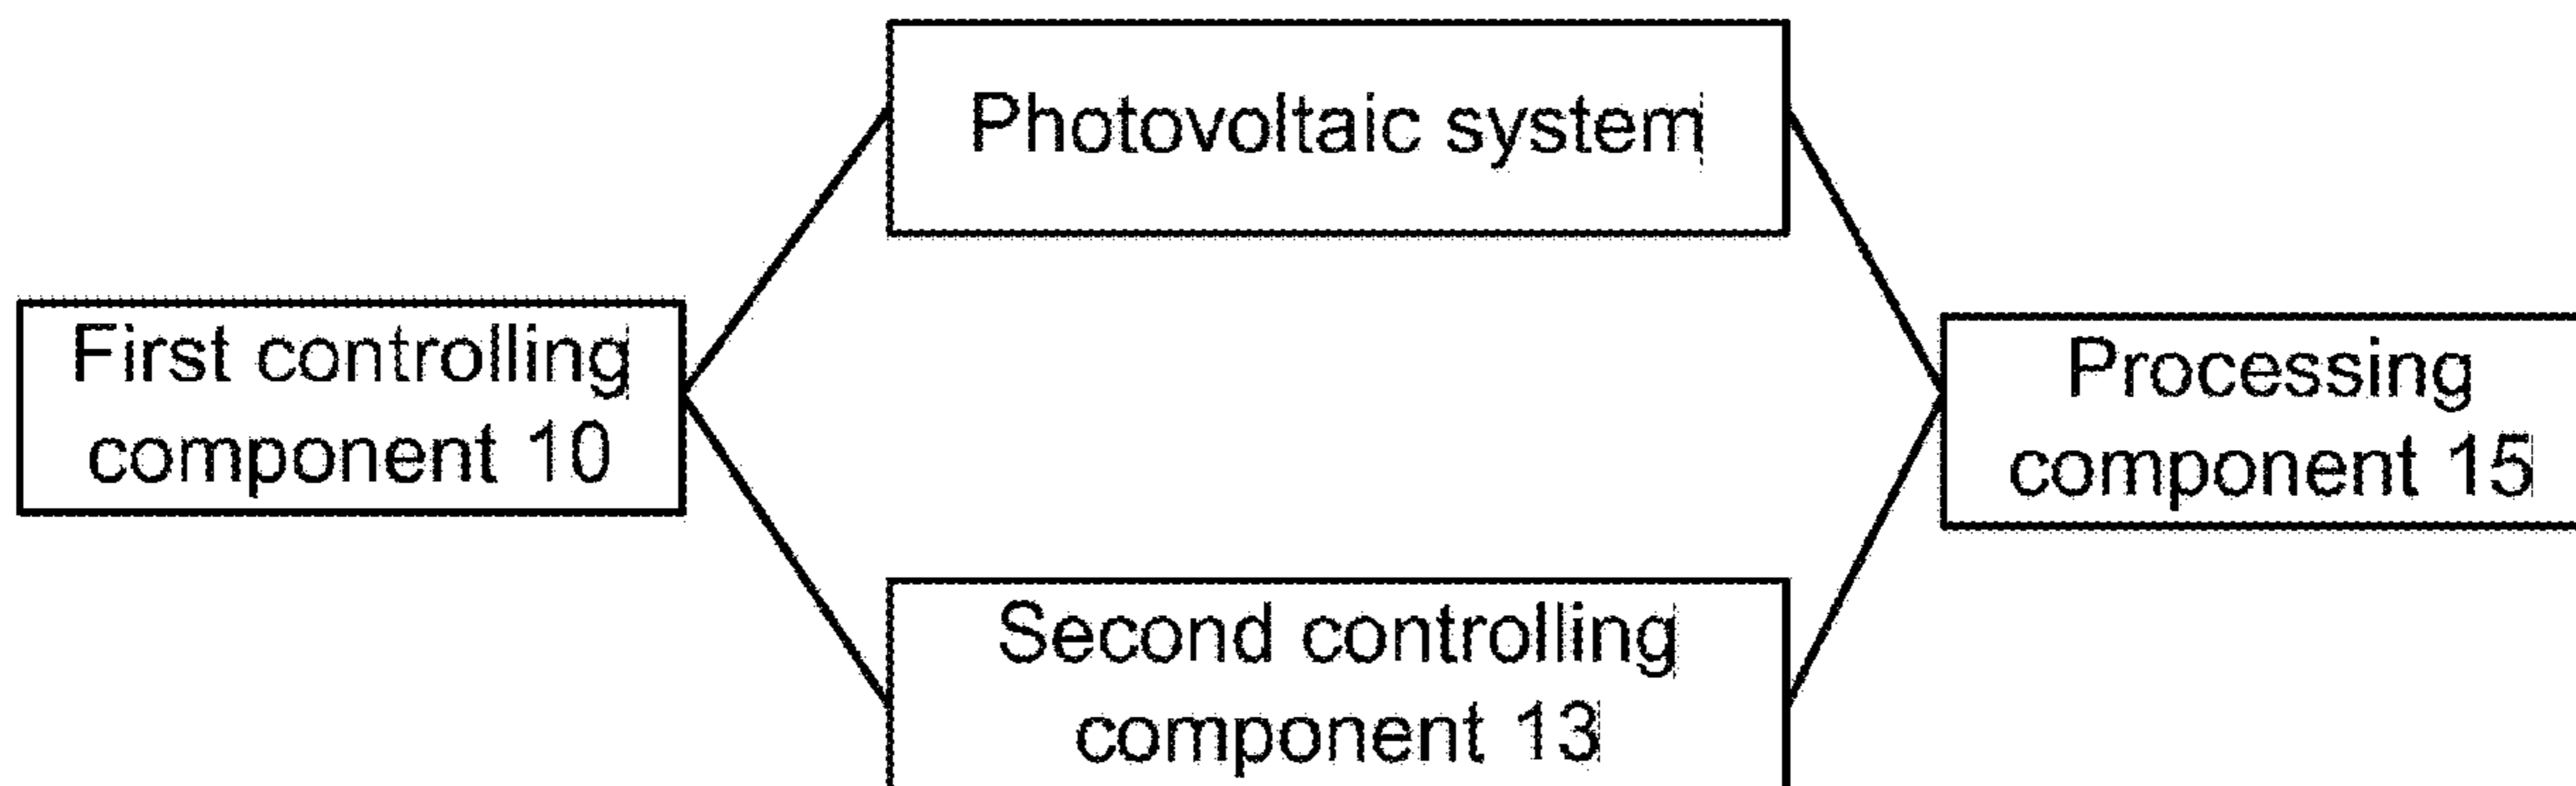 Photovoltaic system
First controlling
component 10
Processing
component 15
Second controlling
component 13